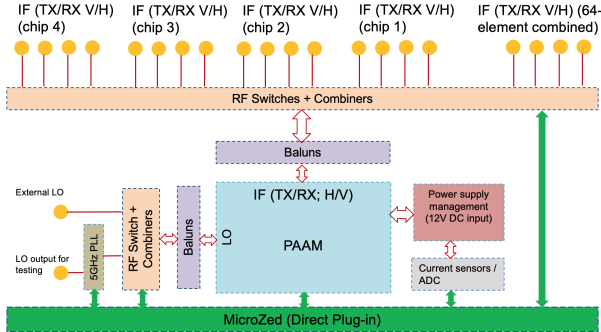 IF (TX/RX V/H)
(chip 4)
IF (TX/RX V/H)
(chip 3)
IF (TX/RX V/H)
(chip 2)
IF (TX/RX V/H)
(chip 1)
IF (TX/RX V/H) (64-
element combined)
RF Switches + Combiners
Baluns
IF (TX/RX; H/V)
PAAM
LO
Power supply
management
(12V DC input)
Current sensors /
ADC
External LO
LO output for
testing
5GHz PLL
RF Switch +
Combiners
Baluns
MicroZed (Direct Plug-in)